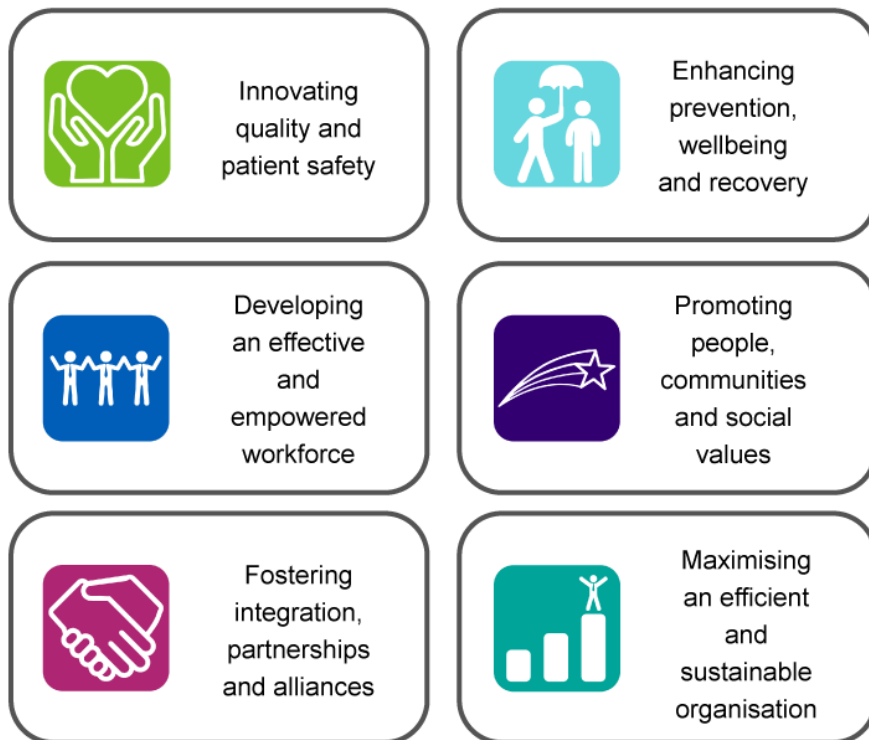 Innovating
quality and
patient safety
Enhancing
prevention,
wellbeing
and recovery
Developing
an effective
and
empowered
workforce
Promoting
people,
communities
and social
values
Fostering
integration,
partnerships
and alliances
Maximising
an efficient
and
sustainable
organisation